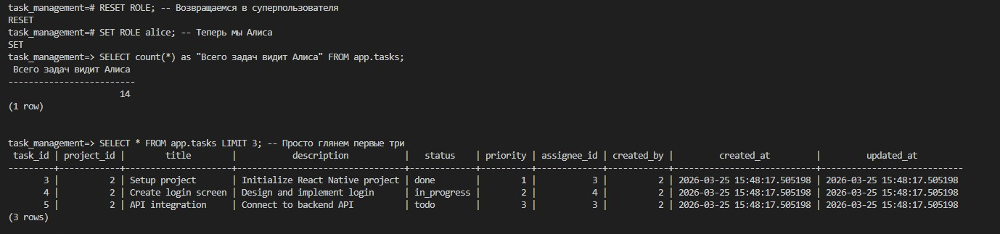 task_management=# RESET ROLE; -- Возвращаемся в суперпользователя
RESET
task_management=# SET ROLE alice; -- Теперь мы Алиса
SET
task_management=> SELECT count(*) as "Всего задач видит Алиса" FROM app.tasks;
 Всего задач видит Алиса
-------------------------
                      14
(1 row)

task_management=> SELECT * FROM app.tasks LIMIT 3; -- Просто глянем первые три
 task_id | project_id |       title         |          description           |   status    | priority | assignee_id | created_by |         created_at         |         updated_at
---------+------------+---------------------+--------------------------------+-------------+----------+-------------+------------+----------------------------+----------------------------
       3 |          2 | Setup project       | Initialize React Native project | done        |        1 |           3 |          2 | 2026-03-25 15:48:17.505198 | 2026-03-25 15:48:17.505198
       4 |          2 | Create login screen | Design and implement login     | in_progress |        2 |           4 |          2 | 2026-03-25 15:48:17.505198 | 2026-03-25 15:48:17.505198
       5 |          2 | API integration     | Connect to backend API         | todo        |        3 |           3 |          2 | 2026-03-25 15:48:17.505198 | 2026-03-25 15:48:17.505198
(3 rows)